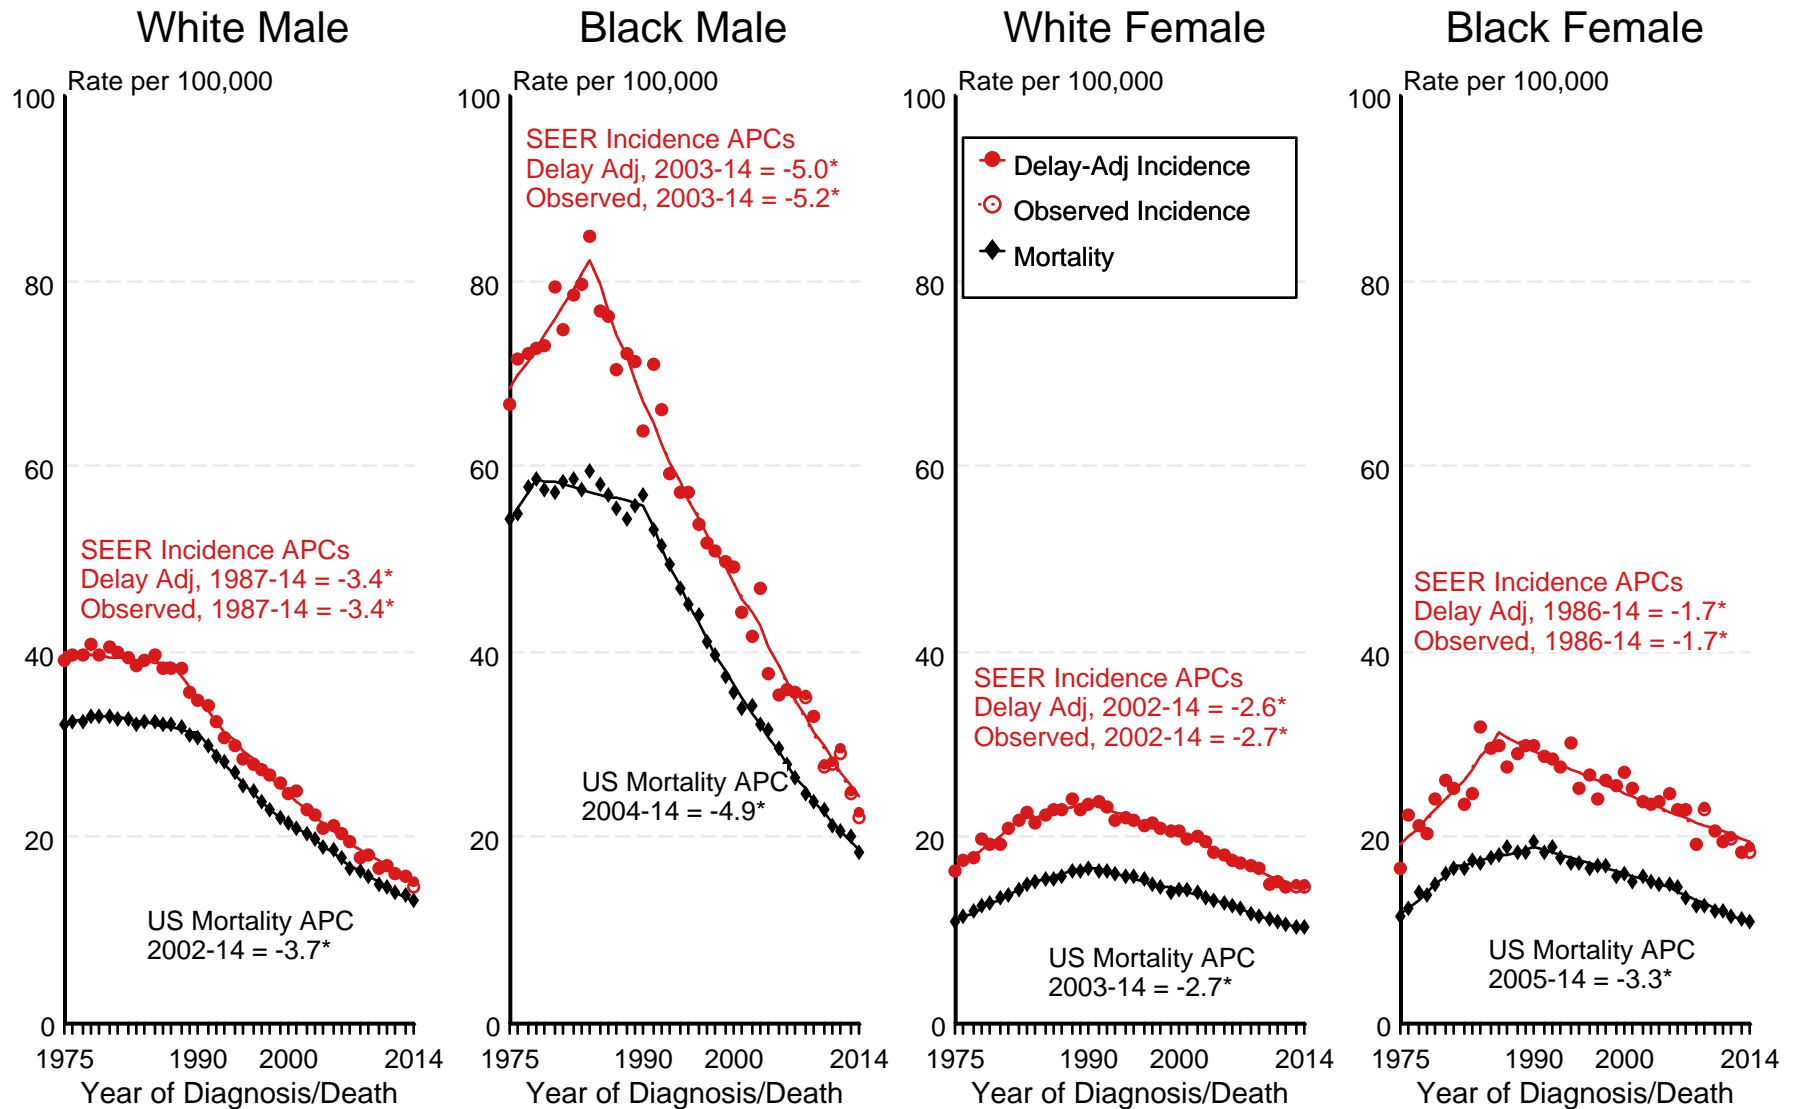 White Male
Rate per 100,000
100
80
60
40
20
0
SEER Incidence APCs
Delay Adj, 1987-14 = -3.4*
Observed, 1987-14 = -3.4*
US Mortality APC
2002-14 = -3.7*
1975 1990 2000 2014
Year of Diagnosis/Death
Black Male
Rate per 100,000
100
80
60
40
20
0
SEER Incidence APCs
Delay Adj, 2003-14 = -5.0*
Observed, 2003-14 = -5.2*
US Mortality APC
2004-14 = -4.9*
1975 1990 2000 2014
Year of Diagnosis/Death
White Female
Rate per 100,000
100
80
60
40
20
0
Delay-Adj Incidence
Observed Incidence
Mortality
SEER Incidence APCs
Delay Adj, 2002-14 = -2.6*
Observed, 2002-14 = -2.7*
US Mortality APC
2003-14 = -2.7*
1975 1990 2000 2014
Year of Diagnosis/Death
Black Female
Rate per 100,000
100
80
60
40
20
0
SEER Incidence APCs
Delay Adj, 1986-14 = -1.7*
Observed, 1986-14 = -1.7*
US Mortality APC
2005-14 = -3.3*
1975 1990 2000 2014
Year of Diagnosis/Death